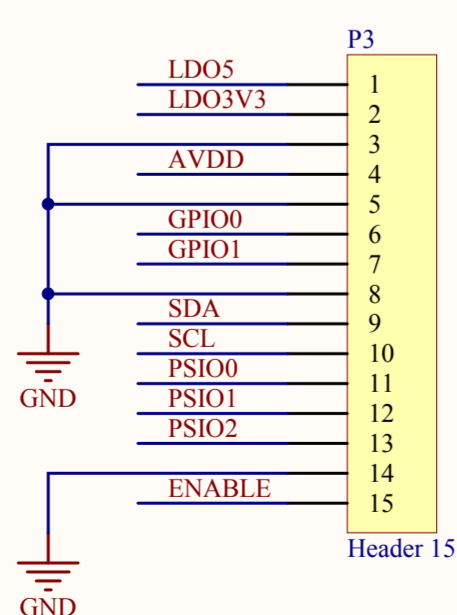 P3
LDO5 1
LDO3V3 2
3
AVDD 4
5
GPIO0 6
GPIO1 7
8
SDA 9
SCL 10
PSIO0 11
GND
PSIO1 12
PSIO2 13
14
ENABLE 15
Header 15
GND